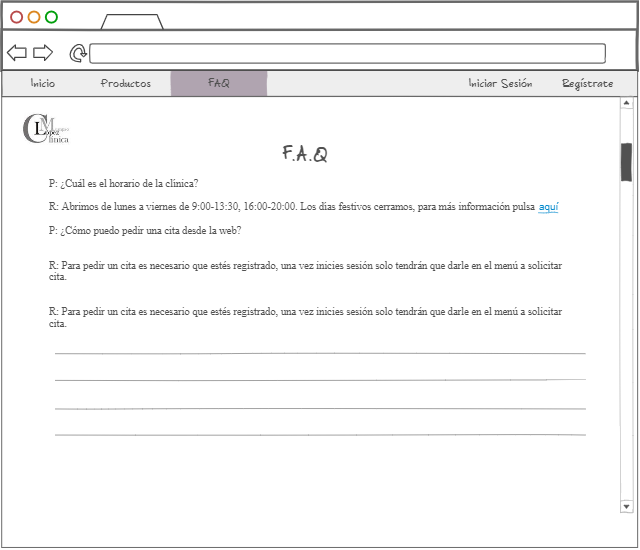 Inicio Productos FAQ Iniciar Sesión Regístrate
López
Clínica
F.A.Q
P: ¿Cuál es el horario de la clínica?
R: Abrimos de lunes a viernes de 9:00-13:30, 16:00-20:00. Los días festivos cerramos, para más información pulsa aquí
P: ¿Cómo puedo pedir una cita desde la web?
R: Para pedir un cita es necesario que estés registrado, una vez inicies sesión solo tendrán que darle en el menú a solicitar
cita.
R: Para pedir un cita es necesario que estés registrado, una vez inicies sesión solo tendrán que darle en el menú a solicitar
cita.